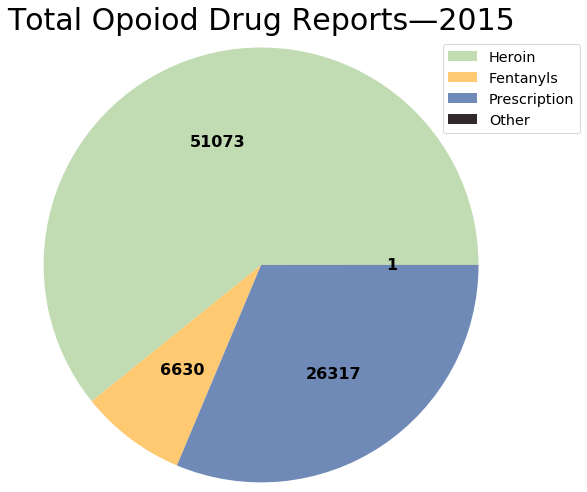 Total Opoiod Drug Reports—2015
Heroin
Fentanyls
Prescription
Other
51073
1
6630
26317